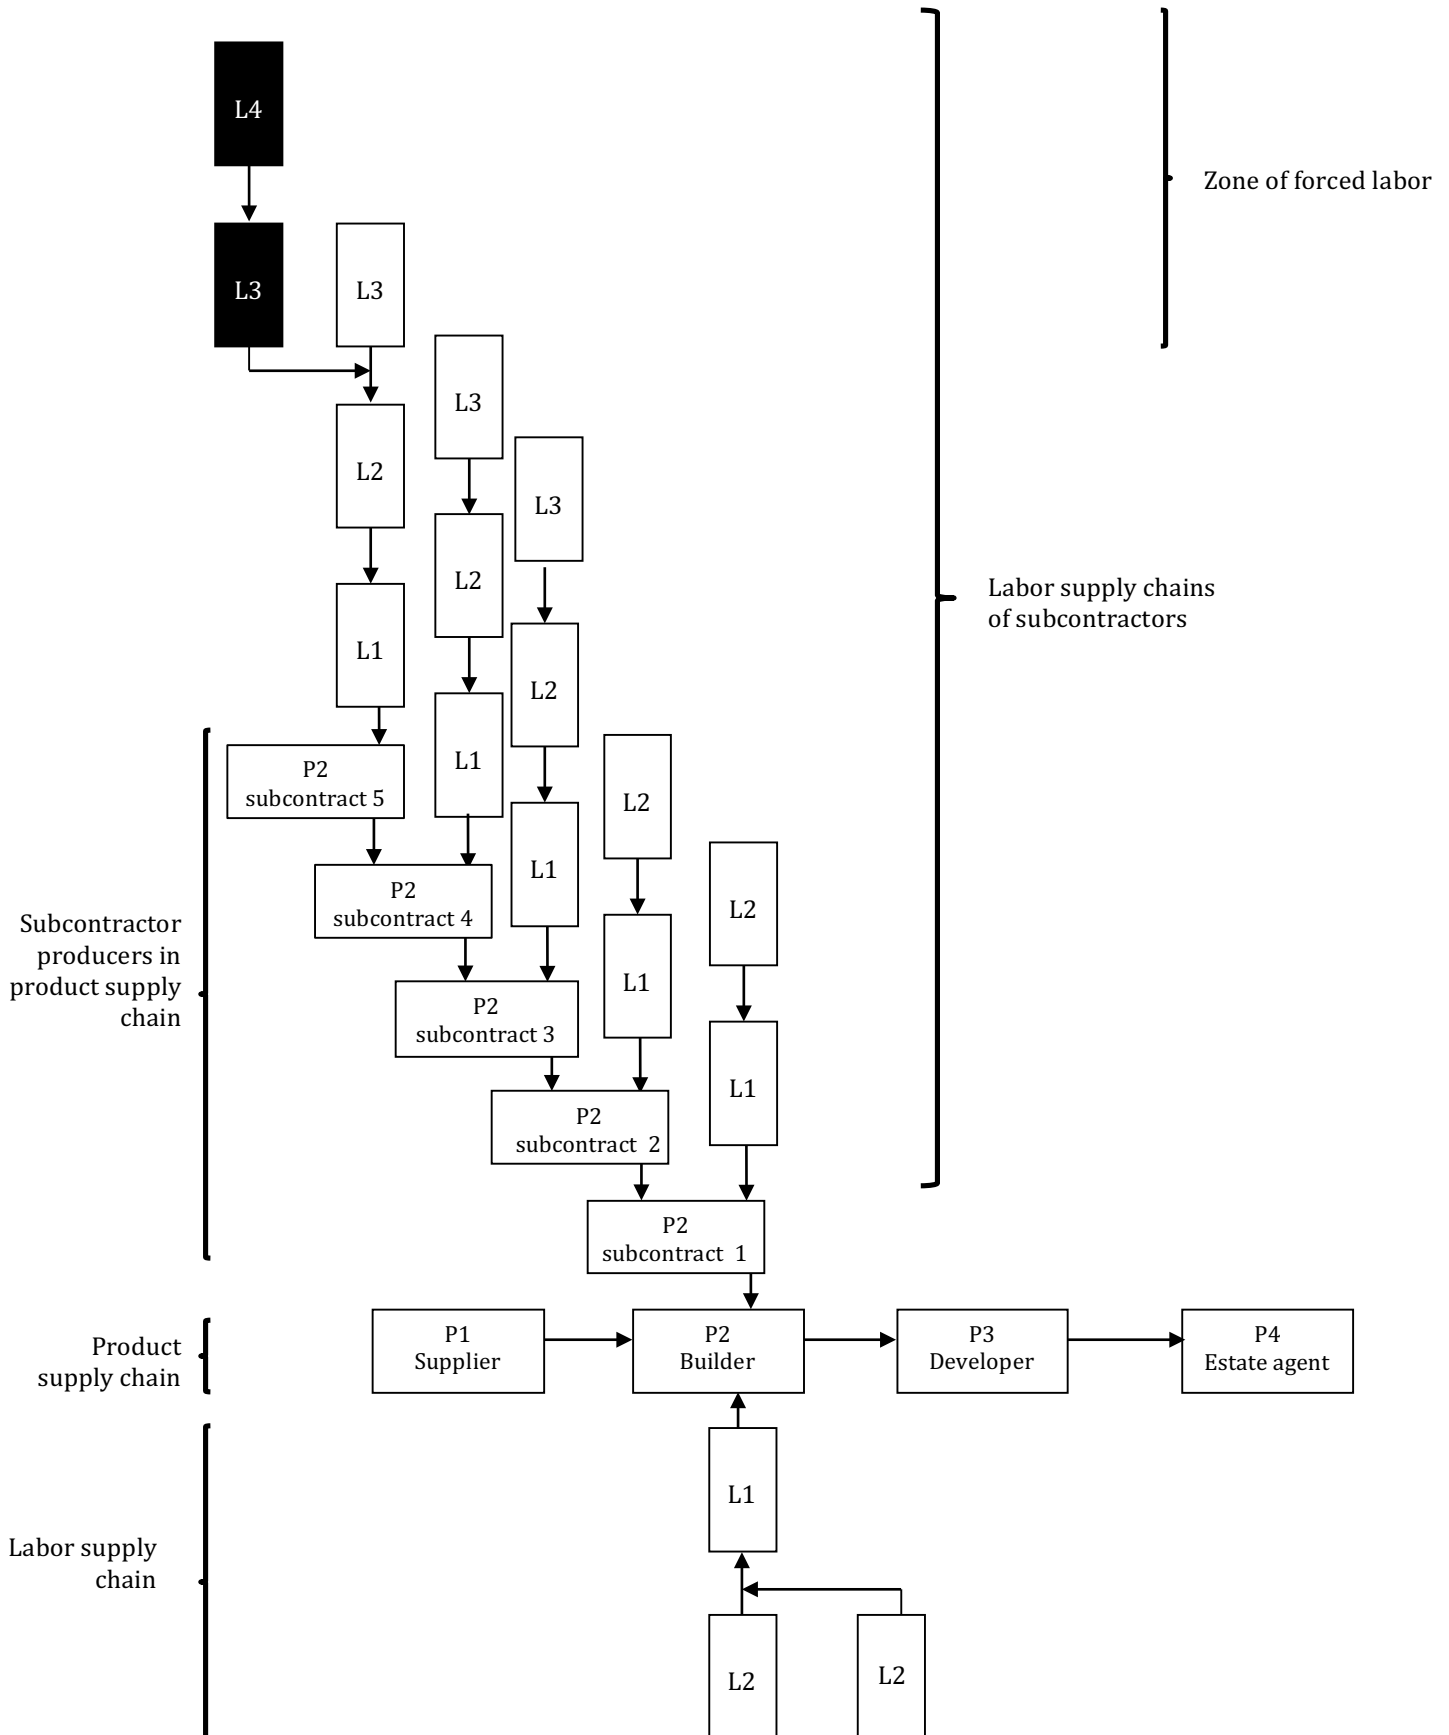 L4
Zone of forced labor
L3
L3
L3
L2
L3
L2
Labor supply chains
of subcontractors
L1
L2
L1
P2
subcontract 5
L2
L1
P2
subcontract 4
L2
Subcontractor
producers in
product supply
chain
L1
P2
subcontract 3
L1
P2
subcontract 2
P2
subcontract 1
Product
supply chain
P1
Supplier
P2
Builder
P3
Developer
P4
Estate agent
L1
Labor supply
chain
L2
L2